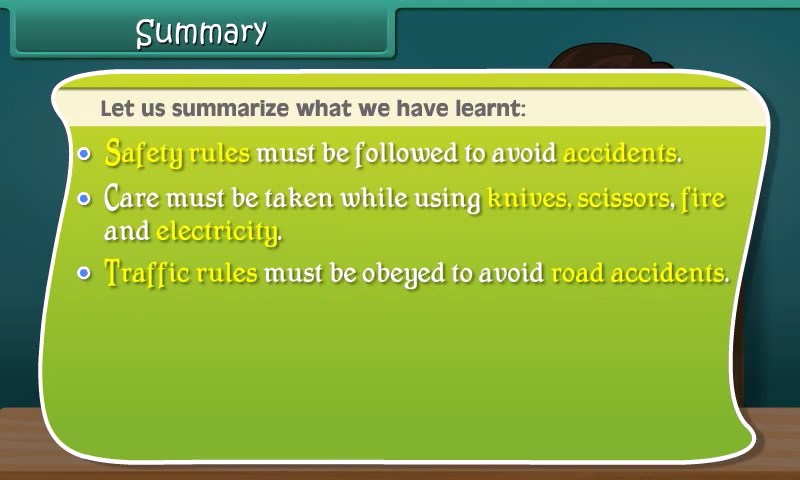 Summary
Let us summarize what we have learnt:
Safety rules must be followed to avoid accidents.
Care must be taken while using knives, scissors, fire
and electricity.
Traffic rules must be obeyed to avoid road accidents.